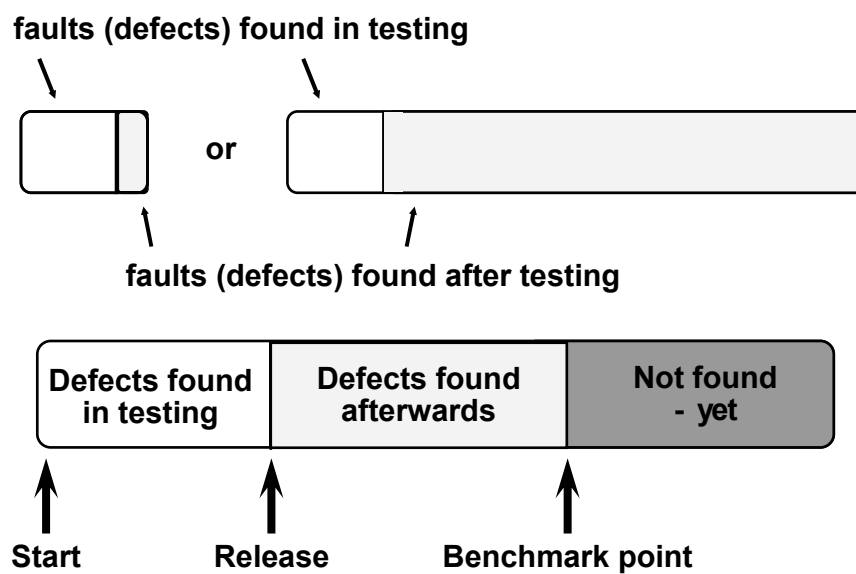 faults (defects) found in testing
or
faults (defects) found after testing
Defects found
in testing
Defects found
afterwards
Not found
- yet
Start
Release
Benchmark point